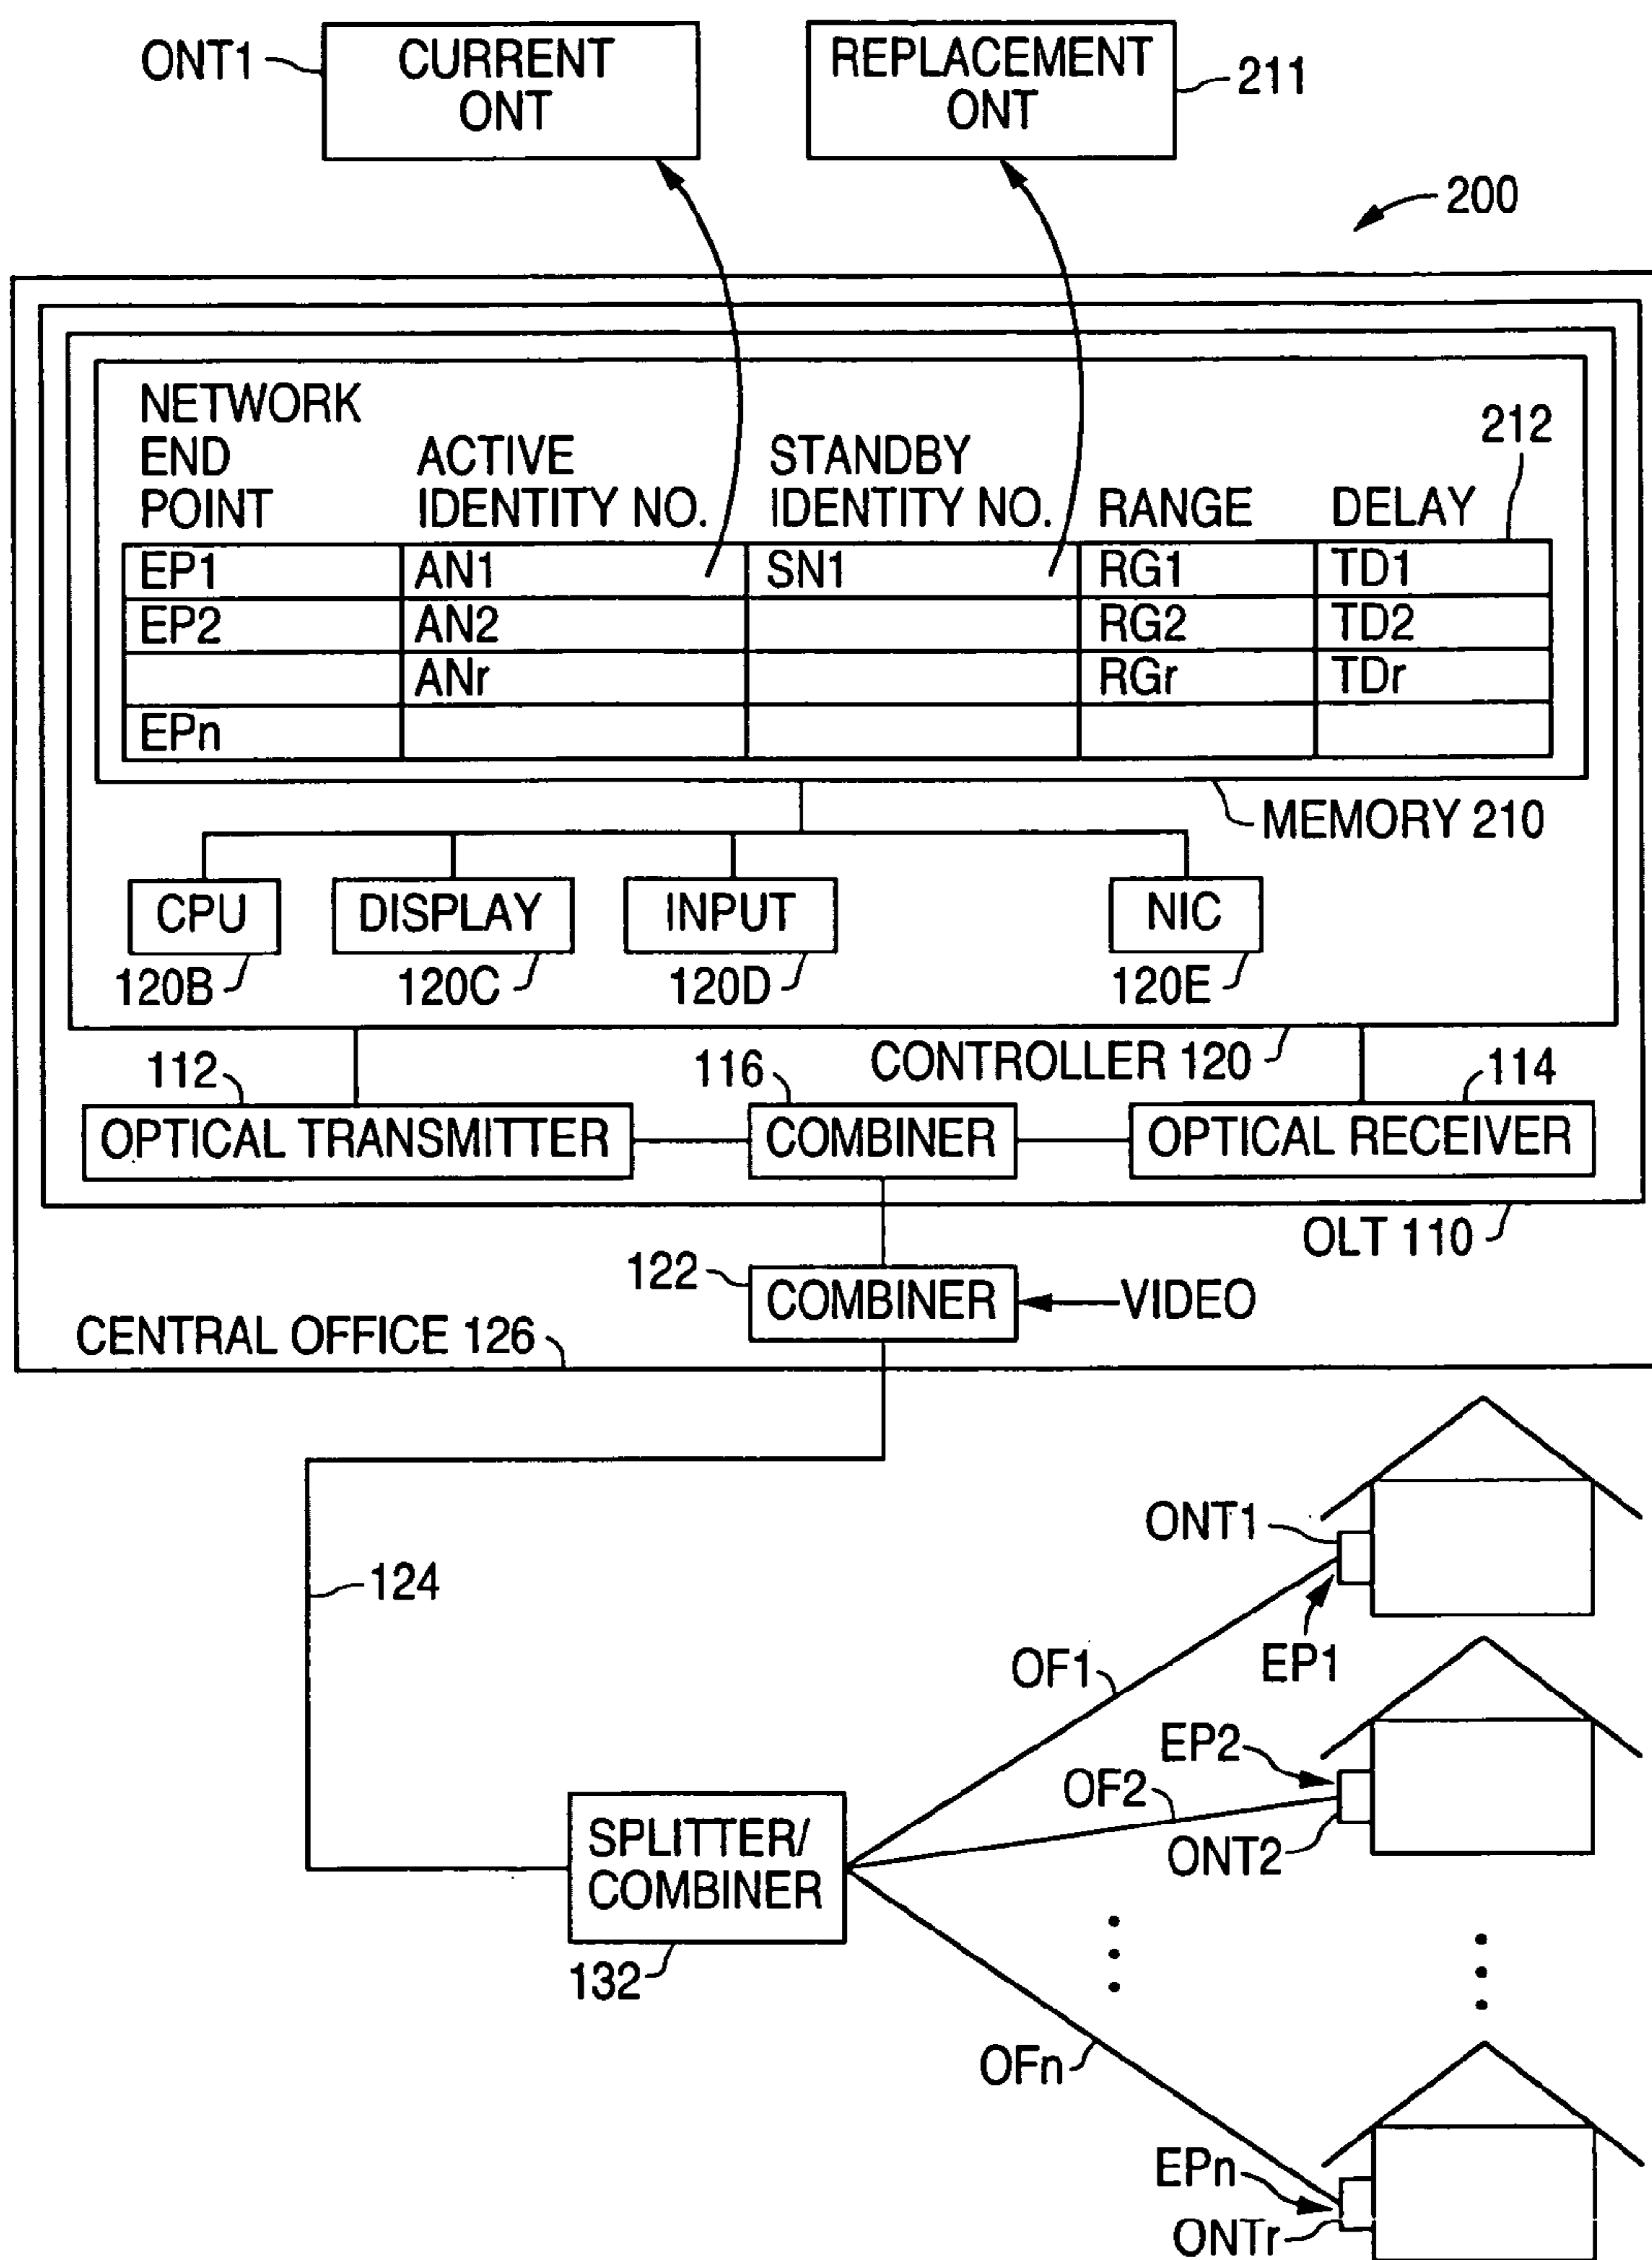 ONT1
CURRENT
ONT
REPLACEMENT
ONT
211
200
NETWORK
END
POINT
ACTIVE
IDENTITY NO.
STANDBY
IDENTITY NO.
RANGE
DELAY
212
EP1 AN1 SN1 RG1 TD1
EP2 AN2 RG2 TD2
ANr RGr TDr
EPn
MEMORY 210
CPU
DISPLAY
INPUT
NIC
120B
120C
120D
120E
CONTROLLER 120
112
116
114
OPTICAL TRANSMITTER
COMBINER
OPTICAL RECEIVER
OLT 110
122
COMBINER
VIDEO
CENTRAL OFFICE 126
124
ONT1
EP1
OF1
EP2
OF2
ONT2
SPLITTER/
COMBINER
132
OFn
EPn
ONTr